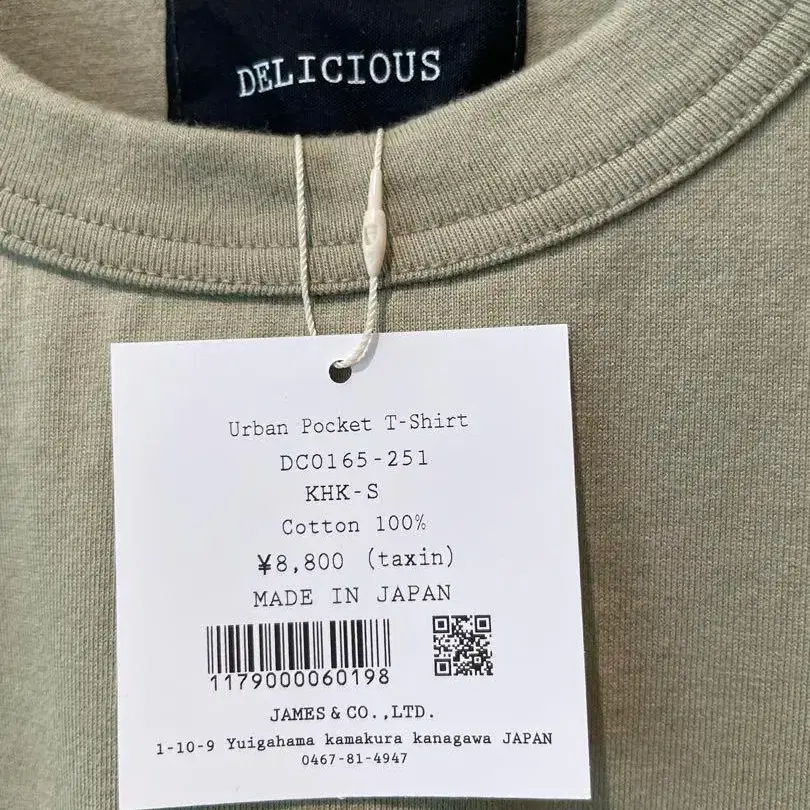 DELICIOUS
Urban Pocket T-Shirt
DC0165-251
KHK-S
Cotton 100%
¥8,800 (taxin)
MADE IN JAPAN
1179000060198
JAMES & CO.,LTD.
1-10-9 Yuigahama kamakura kanagawa JAPAN
0467-81-4947